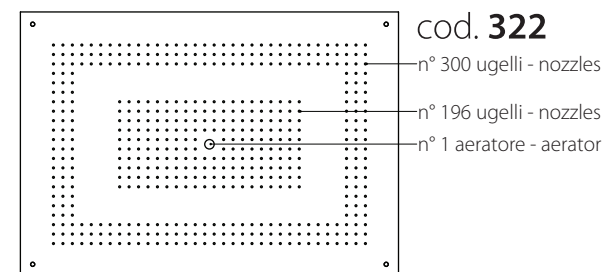 cod. 322
n° 300 ugelli - nozzles
n° 196 ugelli - nozzles
n° 1 aeratore - aerator